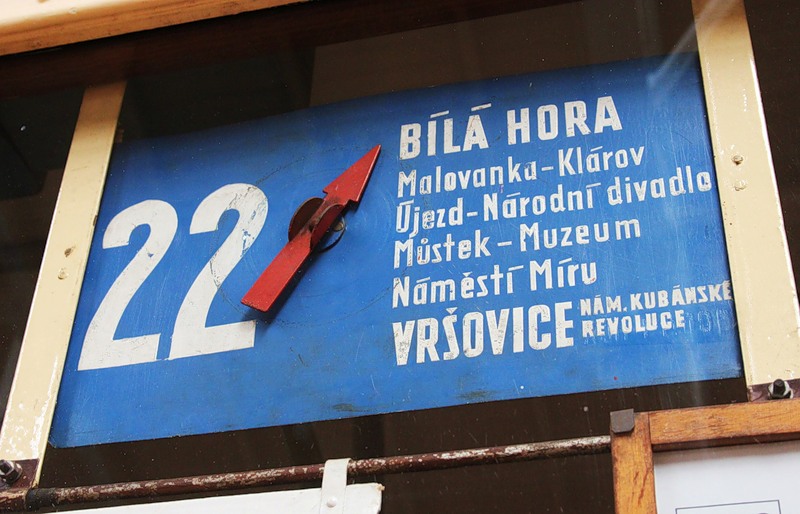 22
BÍLÁ HORA
Malovanka-Klárov
Újezd-Národní divadlo
Můstek-Muzeum
Náměstí Míru
VRŠOVICE NÁM. KUBÁNSKÉ
REVOLUCE